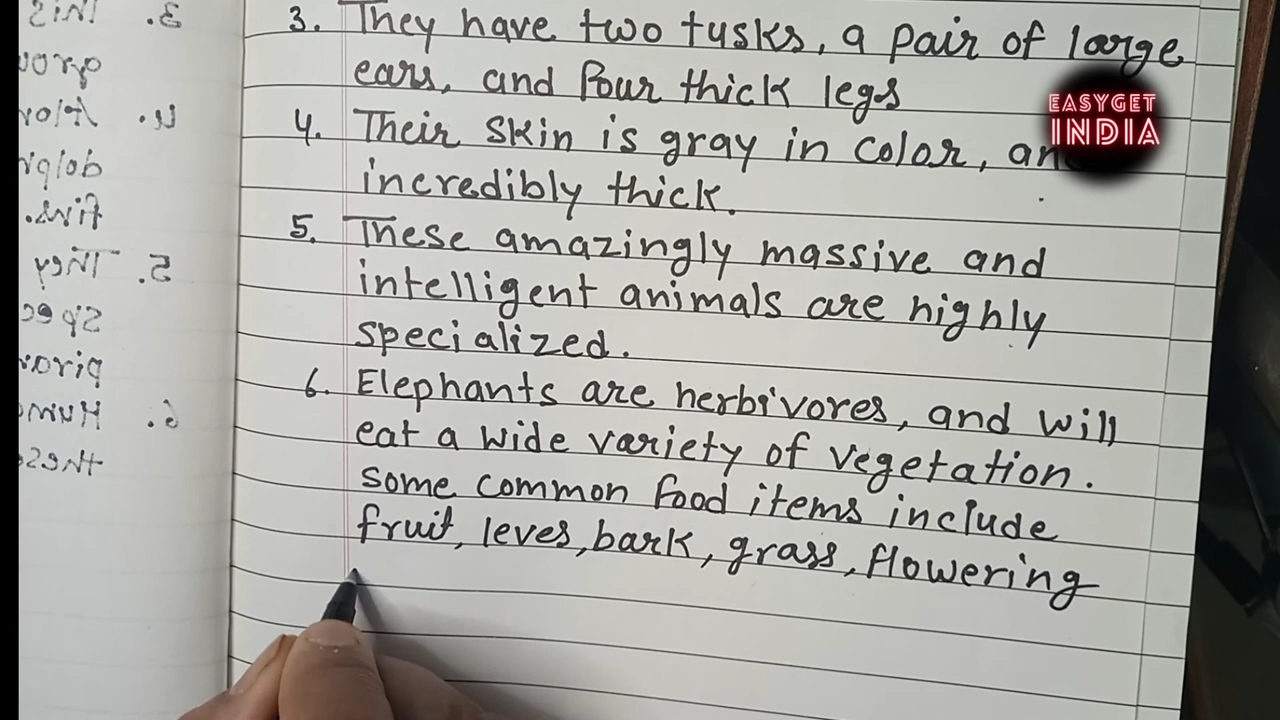 3. They have two tusks, a pair of large
ears, and four thick legs
4. Their skin is gray in color, an
incredibly thick.
5. These amazingly massive and
intelligent animals are highly
specialized.
6. Elephants are herbivores, and will
eat a wide variety of vegetation.
some common food items include
fruit, leves, bark, grass, flowering
EASYGET
INDIA